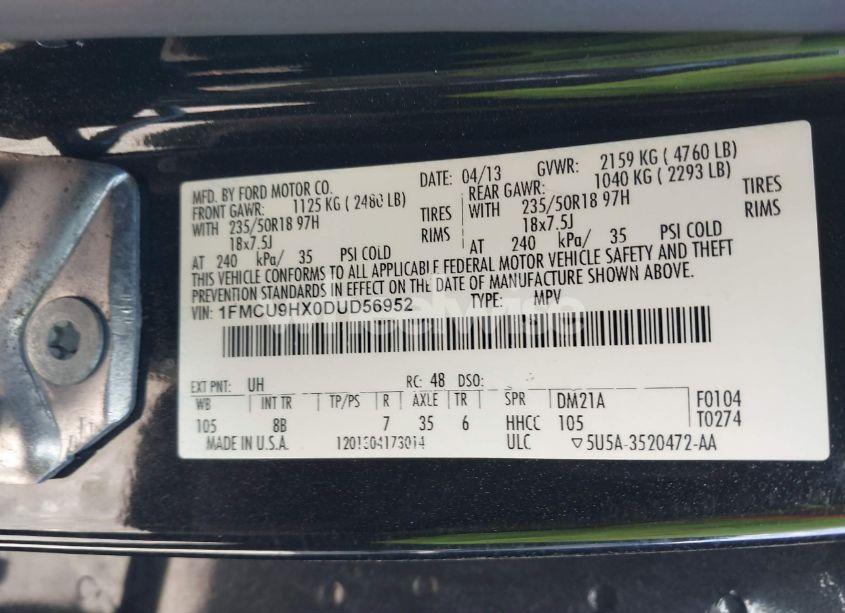 MFD. BY FORD MOTOR CO. DATE: 04/13 GVWR: 2159 KG ( 4760 LB)
FRONT GAWR: 1125 KG ( 2480 LB) REAR GAWR: 1040 KG ( 2293 LB)
WITH 235/50R18 97H TIRES WITH 235/50R18 97H TIRES
18x7.5J RIMS 18x7.5J RIMS
AT 240 kPa/ 35 PSI COLD AT 240 kPa/ 35 PSI COLD
THIS VEHICLE CONFORMS TO ALL APPLICABLE FEDERAL MOTOR VEHICLE SAFETY AND THEFT
PREVENTION STANDARDS IN EFFECT ON THE DATE OF MANUFACTURE SHOWN ABOVE.
VIN: 1FMCU9HX0DUD56952 TYPE: MPV
EXT PNT: UH RC: 48 DSO:
WB INT TR TP/PS R AXLE TR SPR DM21A F0104
105 8B 7 35 6 HHCC 105 T0274
MADE IN U.S.A. 1201304173014 ULC ▽5U5A-3520472-AA